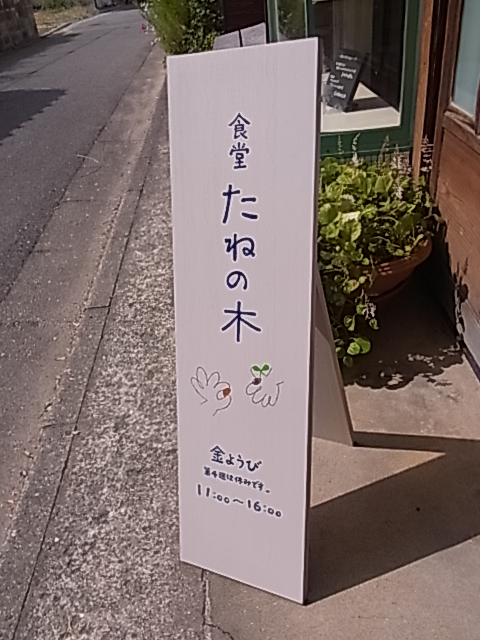 食堂
たねの木
金ようび
第4週は休みです。
11:00〜16:00